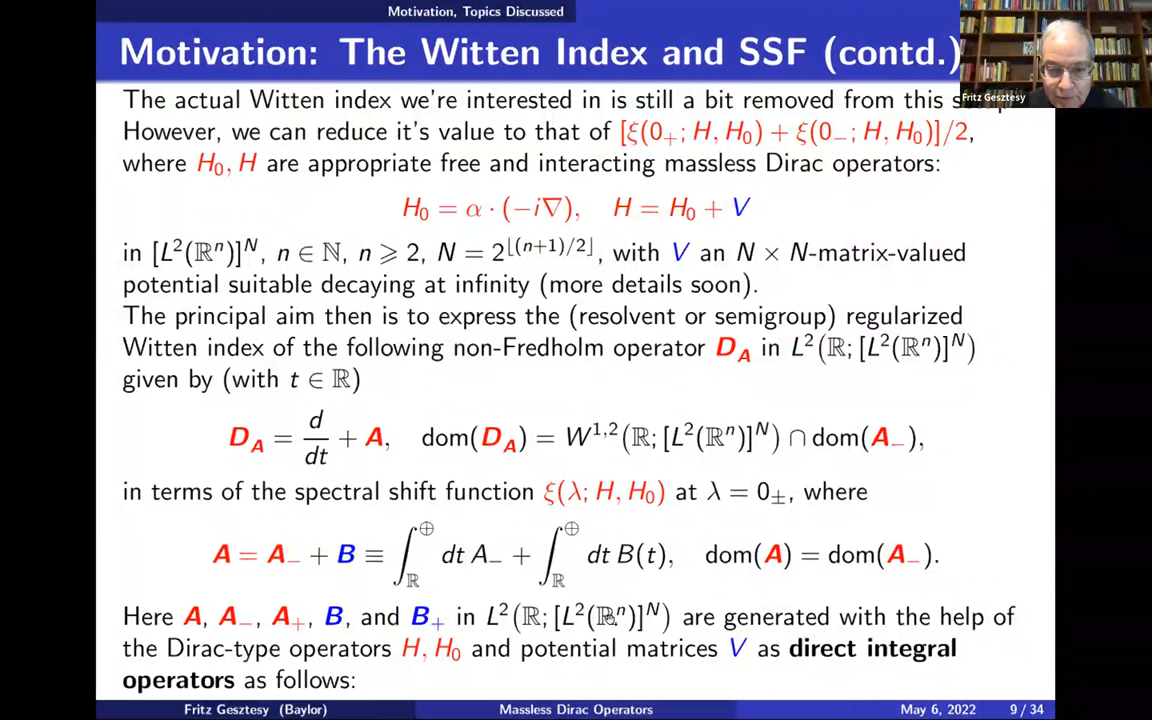 Motivation, Topics Discussed
Motivation: The Witten Index and SSF (contd.)
Fritz Gesztesy
The actual Witten index we're interested in is still a bit removed from this s
However, we can reduce it's value to that of [ξ(0₊; H, H₀) + ξ(0₋; H, H₀)]/2,
where H₀, H are appropriate free and interacting massless Dirac operators:
H₀ = α · (−i∇), H = H₀ + V
in [L²(ℝⁿ)]ᴺ, n ∈ ℕ, n ⩾ 2, N = 2^⌊(n+1)/2⌋, with V an N × N-matrix-valued
potential suitable decaying at infinity (more details soon).
The principal aim then is to express the (resolvent or semigroup) regularized
Witten index of the following non-Fredholm operator D_A in L²(ℝ; [L²(ℝⁿ)]ᴺ)
given by (with t ∈ ℝ)
D_A = d/dt + A, dom(D_A) = W^{1,2}(ℝ; [L²(ℝⁿ)]ᴺ) ∩ dom(A₋),
in terms of the spectral shift function ξ(λ; H, H₀) at λ = 0±, where
A = A₋ + B ≡ ∫_ℝ^⊕ dt A₋ + ∫_ℝ^⊕ dt B(t), dom(A) = dom(A₋).
Here A, A₋, A₊, B, and B₊ in L²(ℝ; [L²(ℝⁿ)]ᴺ) are generated with the help of
the Dirac-type operators H, H₀ and potential matrices V as direct integral
operators as follows:
Fritz Gesztesy (Baylor) Massless Dirac Operators May 6, 2022 9 / 34